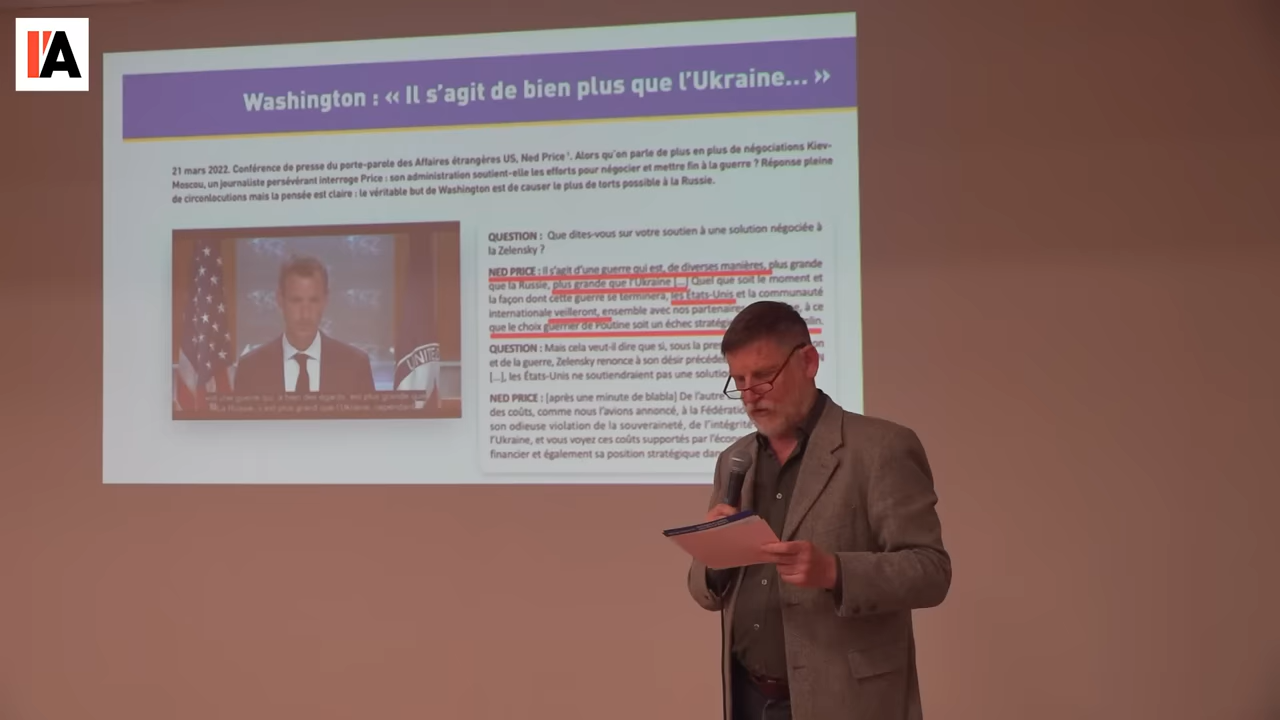 I'A
Washington : « Il s'agit de bien plus que l'Ukraine... »
21 mars 2022. Conférence de presse du porte-parole des Affaires étrangères US, Ned Price ¹. Alors qu'on parle de plus en plus de négociations Kiev-
Moscou, un journaliste persévérant interroge Price : son administration soutient-elle les efforts pour négocier et mettre fin à la guerre ? Réponse pleine
de circonlocutions mais la pensée est claire : le véritable but de Washington est de causer le plus de torts possible à la Russie.
UNITED
QUESTION : Que dites-vous sur votre soutien à une solution négociée à
la Zelensky ?
NED PRICE : Il s'agit d'une guerre qui est, de diverses manières, plus grande
que la Russie, plus grande que l'Ukraine [...] Quel que soit le moment et
la façon dont cette guerre se terminera, les États-Unis et la communauté
internationale veilleront, ensemble avec nos partenaires à ce
que le choix guerrier de Poutine soit un échec
QUESTION : Mais cela veut-il dire que si, sous la
et de la guerre, Zelensky renonce à son désir
[...], les États-Unis ne soutiendraient pas une
NED PRICE : [après une minute de blabla] De l'autre
des coûts, comme nous l'avions annoncé, à la
son odieuse violation de la souveraineté, de
l'Ukraine, et vous voyez ces coûts supportés par
financier et également sa position stratégique